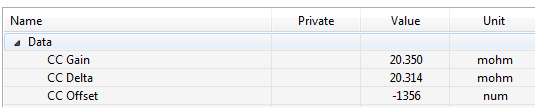 Name Private Value Unit
Data
CC Gain 20.350 mohm
CC Delta 20.314 mohm
CC Offset -1356 num